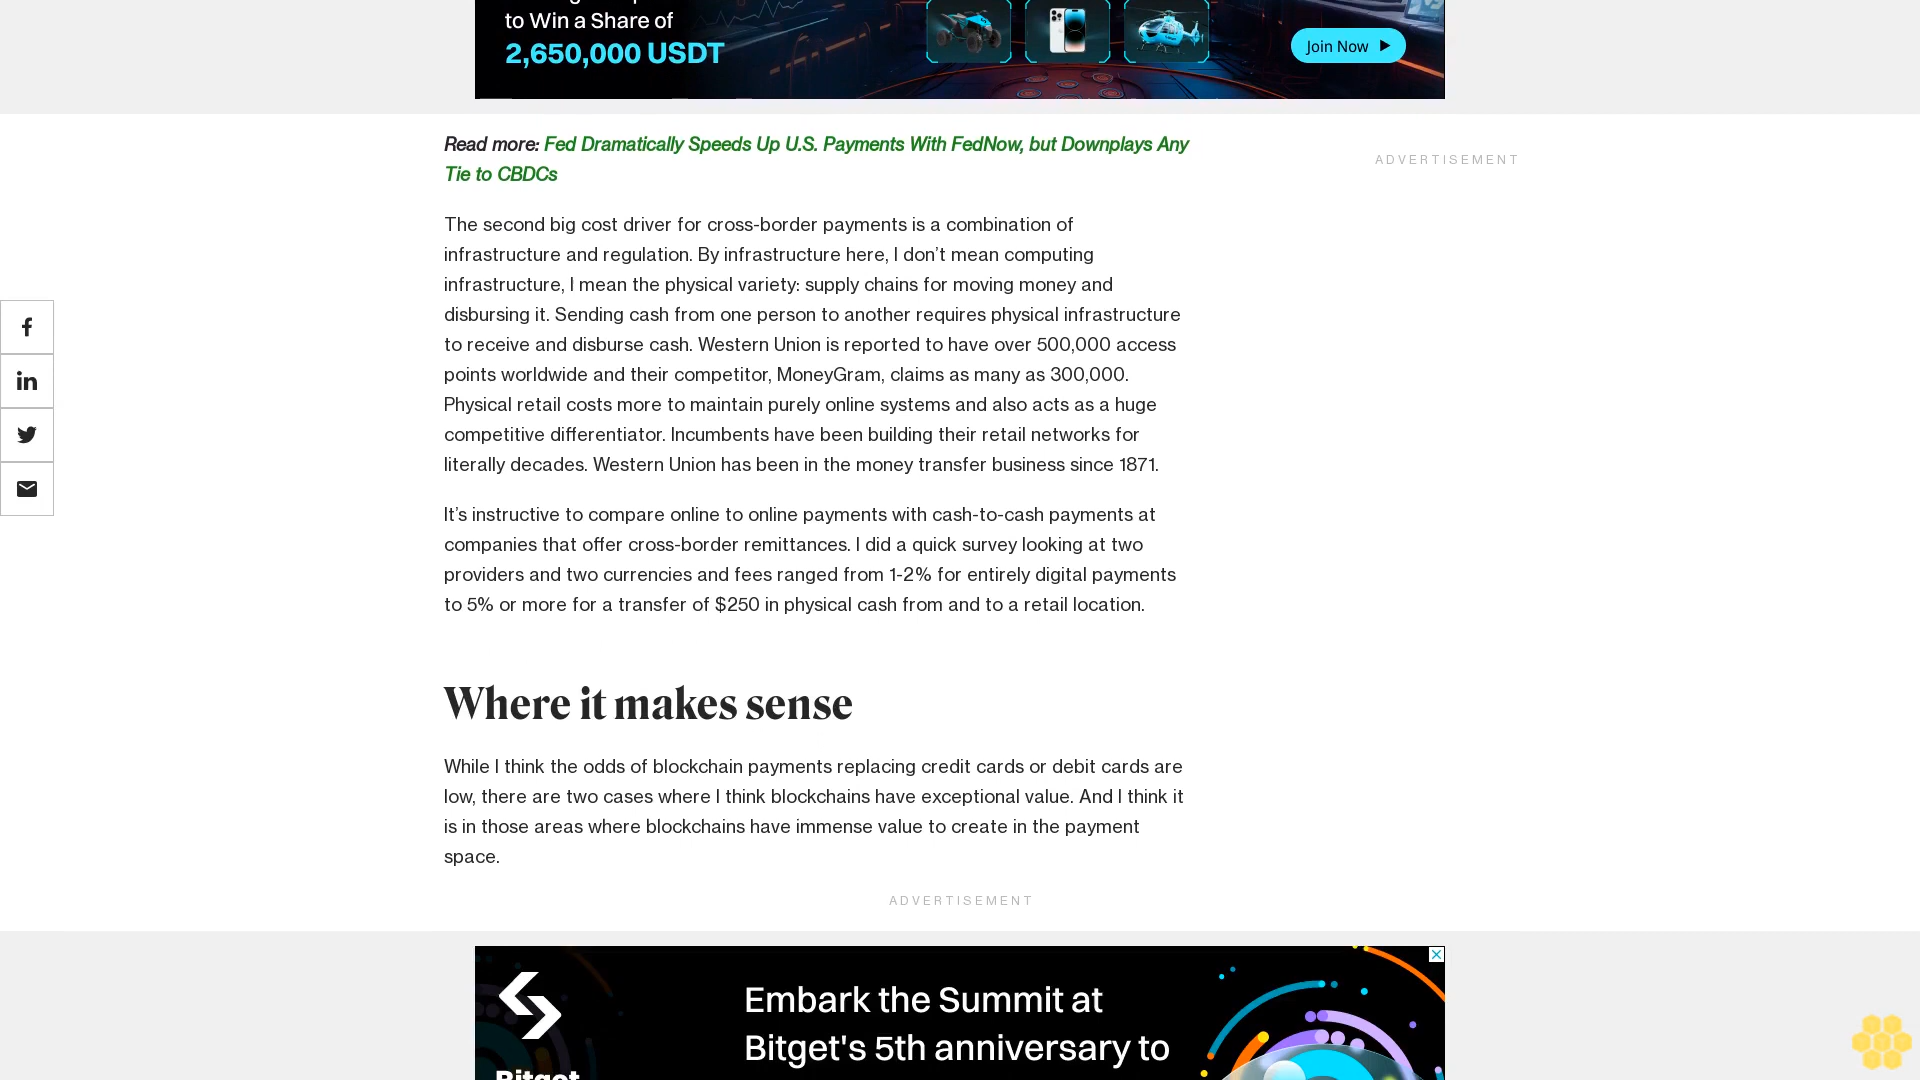 to Win a Share of
2,650,000 USDT
Join Now
Read more: Fed Dramatically Speeds Up U.S. Payments With FedNow, but Downplays Any
Tie to CBDCs
ADVERTISEMENT
The second big cost driver for cross-border payments is a combination of
infrastructure and regulation. By infrastructure here, I don’t mean computing
infrastructure, I mean the physical variety: supply chains for moving money and
disbursing it. Sending cash from one person to another requires physical infrastructure
to receive and disburse cash. Western Union is reported to have over 500,000 access
points worldwide and their competitor, MoneyGram, claims as many as 300,000.
Physical retail costs more to maintain purely online systems and also acts as a huge
competitive differentiator. Incumbents have been building their retail networks for
literally decades. Western Union has been in the money transfer business since 1871.
It’s instructive to compare online to online payments with cash-to-cash payments at
companies that offer cross-border remittances. I did a quick survey looking at two
providers and two currencies and fees ranged from 1-2% for entirely digital payments
to 5% or more for a transfer of $250 in physical cash from and to a retail location.
Where it makes sense
While I think the odds of blockchain payments replacing credit cards or debit cards are
low, there are two cases where I think blockchains have exceptional value. And I think it
is in those areas where blockchains have immense value to create in the payment
space.
ADVERTISEMENT
Embark the Summit at
Bitget's 5th anniversary to
Bitget